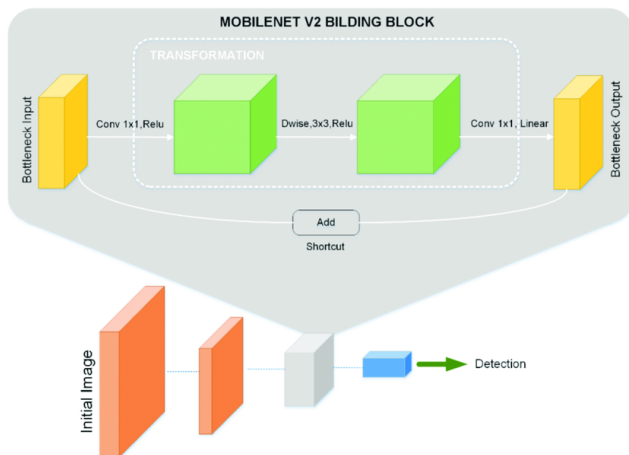 MOBILENET V2 BILDING BLOCK
TRANSFORMATION
Bottleneck Input
Conv 1x1,Relu
Dwise,3x3,Relu
Conv 1x1, Linear
Bottleneck Output
Add
Shortcut
Initial Image
Detection